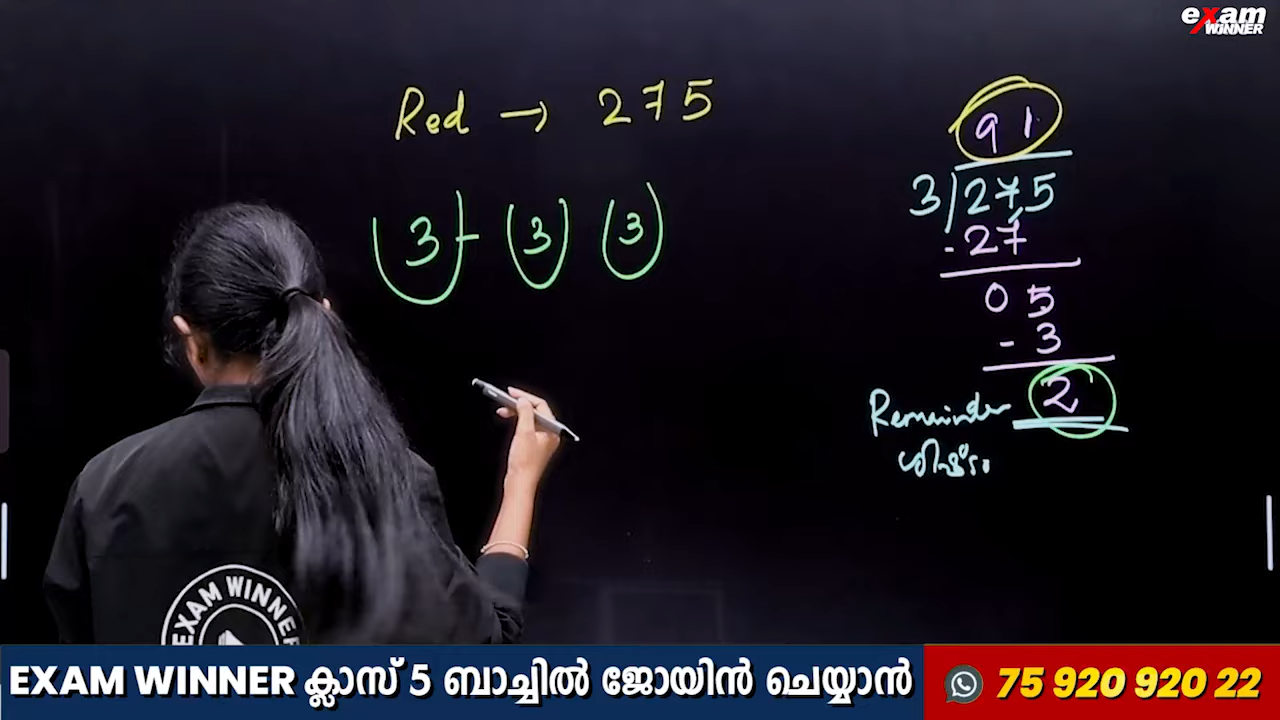 exam
WINNER
Red → 275
3 3 3
91
3)275
- 27
05
- 3
2
Remainder
ശിഷ്ടം
EXAM WINNER
EXAM WINNER ക്ലാസ് 5 ബാച്ചിൽ ജോയിൻ ചെയ്യാൻ
75 920 920 22